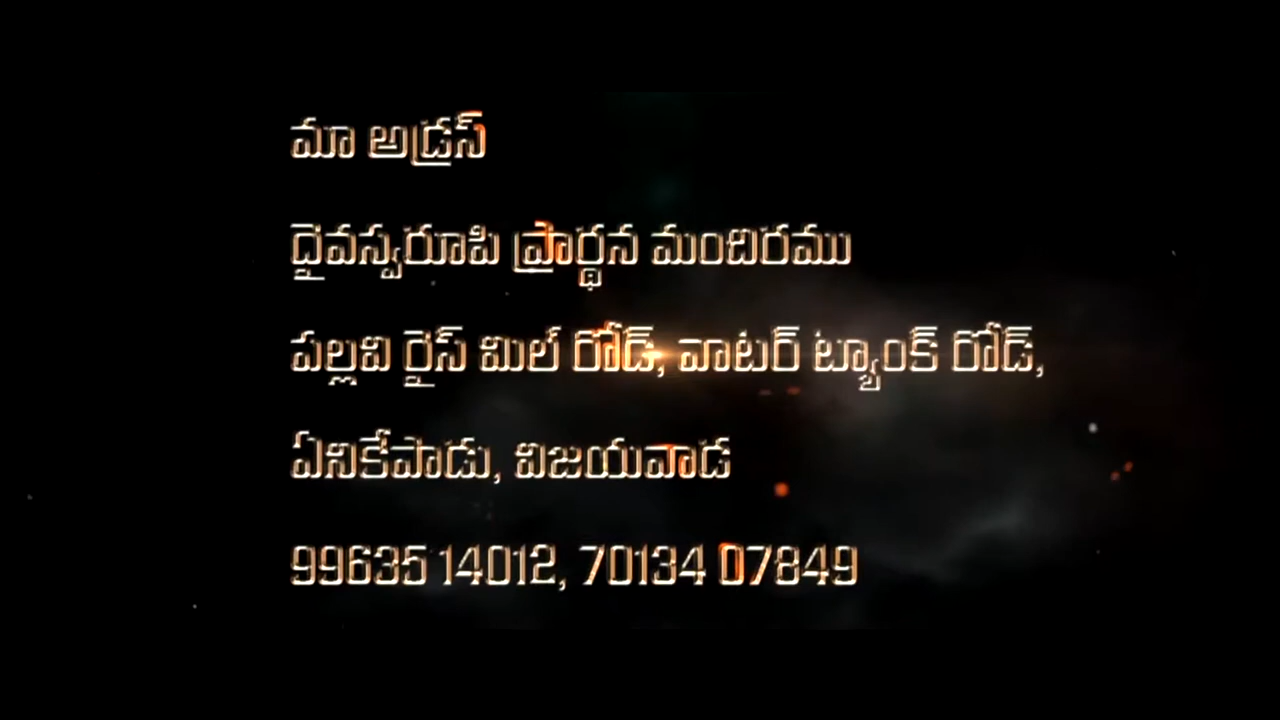 మా అడ్రస్
దైవస్వరూపి ప్రార్థన మందిరము
పల్లవి రైస్ మిల్ రోడ్, వాటర్ ట్యాంక్ రోడ్,
ఏనికేపాడు, విజయవాడ
99635 14012, 70134 07849